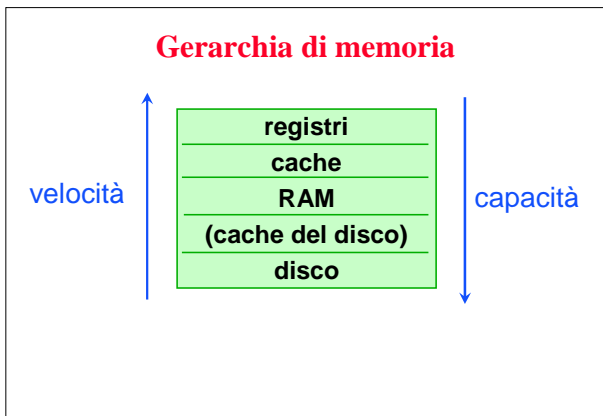 Gerarchia di memoria
registri
cache
velocità
RAM
capacità
(cache del disco)
disco